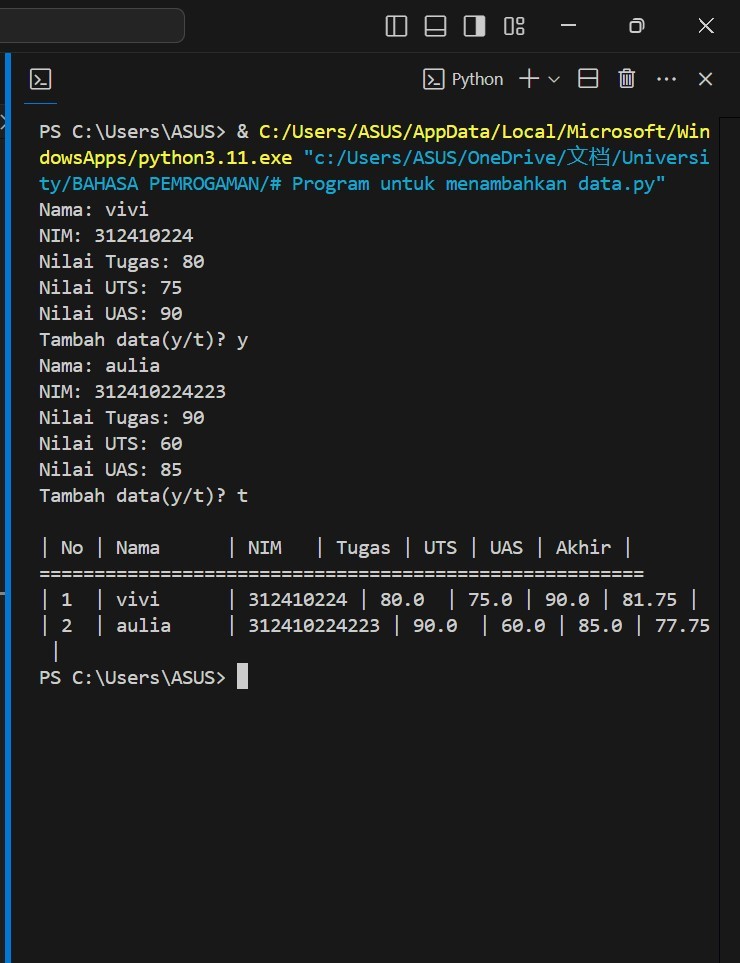 Python
PS C:\Users\ASUS> & C:/Users/ASUS/AppData/Local/Microsoft/Win
dowsApps/python3.11.exe "c:/Users/ASUS/OneDrive/文档/Universi
ty/BAHASA PEMROGAMAN/# Program untuk menambahkan data.py"
Nama: vivi
NIM: 312410224
Nilai Tugas: 80
Nilai UTS: 75
Nilai UAS: 90
Tambah data(y/t)? y
Nama: aulia
NIM: 312410224223
Nilai Tugas: 90
Nilai UTS: 60
Nilai UAS: 85
Tambah data(y/t)? t
| No | Nama      | NIM   | Tugas | UTS | UAS | Akhir |
=======================================================
| 1  | vivi      | 312410224 | 80.0  | 75.0 | 90.0 | 81.75 |
| 2  | aulia     | 312410224223 | 90.0  | 60.0 | 85.0 | 77.75
 |
PS C:\Users\ASUS>